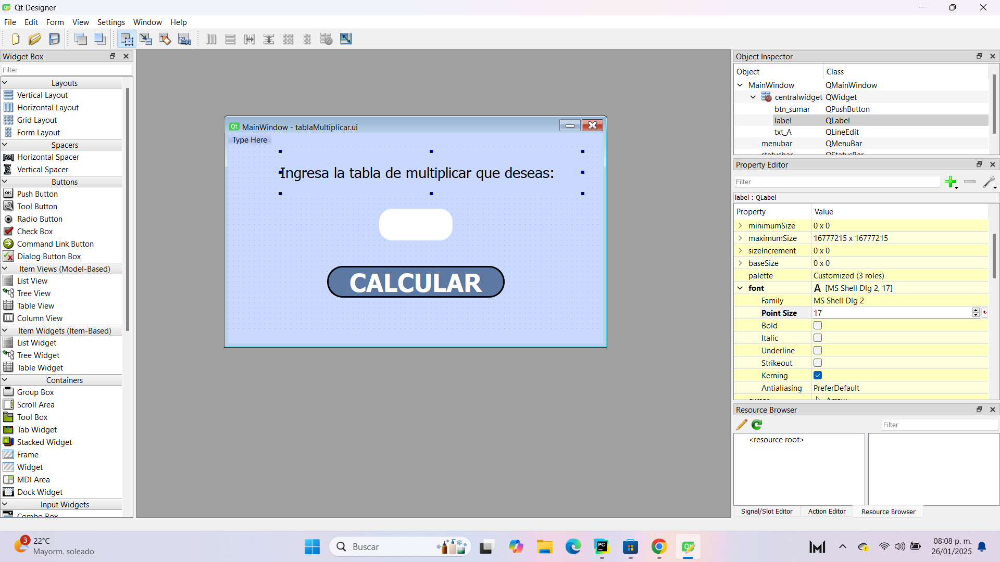 Qt Designer
File Edit Form View Settings Window Help
Widget Box
Filter
Layouts
Vertical Layout
Horizontal Layout
Grid Layout
Form Layout
Spacers
Horizontal Spacer
Vertical Spacer
Buttons
OK Push Button
Tool Button
Radio Button
Check Box
Command Link Button
Dialog Button Box
Item Views (Model-Based)
List View
Tree View
Table View
Column View
Item Widgets (Item-Based)
List Widget
Tree Widget
Table Widget
Containers
Group Box
Scroll Area
Tool Box
Tab Widget
Stacked Widget
Frame
Widget
MDI Area
Dock Widget
Input Widgets
Combo Box
Qt MainWindow - tablaMultiplicar.ui
Type Here
Ingresa la tabla de multiplicar que deseas:
CALCULAR
Object Inspector
Object Class
MainWindow QMainWindow
centralwidget QWidget
btn_sumar QPushButton
label QLabel
txt_A QLineEdit
menubar QMenuBar
statusbar QStatusBar
Property Editor
Filter
label : QLabel
Property Value
minimumSize 0 x 0
maximumSize 16777215 x 16777215
sizeIncrement 0 x 0
baseSize 0 x 0
palette Customized (3 roles)
font A [MS Shell Dlg 2, 17]
Family MS Shell Dlg 2
Point Size 17
Bold
Italic
Underline
Strikeout
Kerning
Antialiasing PreferDefault
cursor Arrow
Resource Browser
Filter
<resource root>
Signal/Slot Editor Action Editor Resource Browser
3
22°C
Mayorm. soleado
Buscar
PC
Qt
08:08 p. m.
26/01/2025